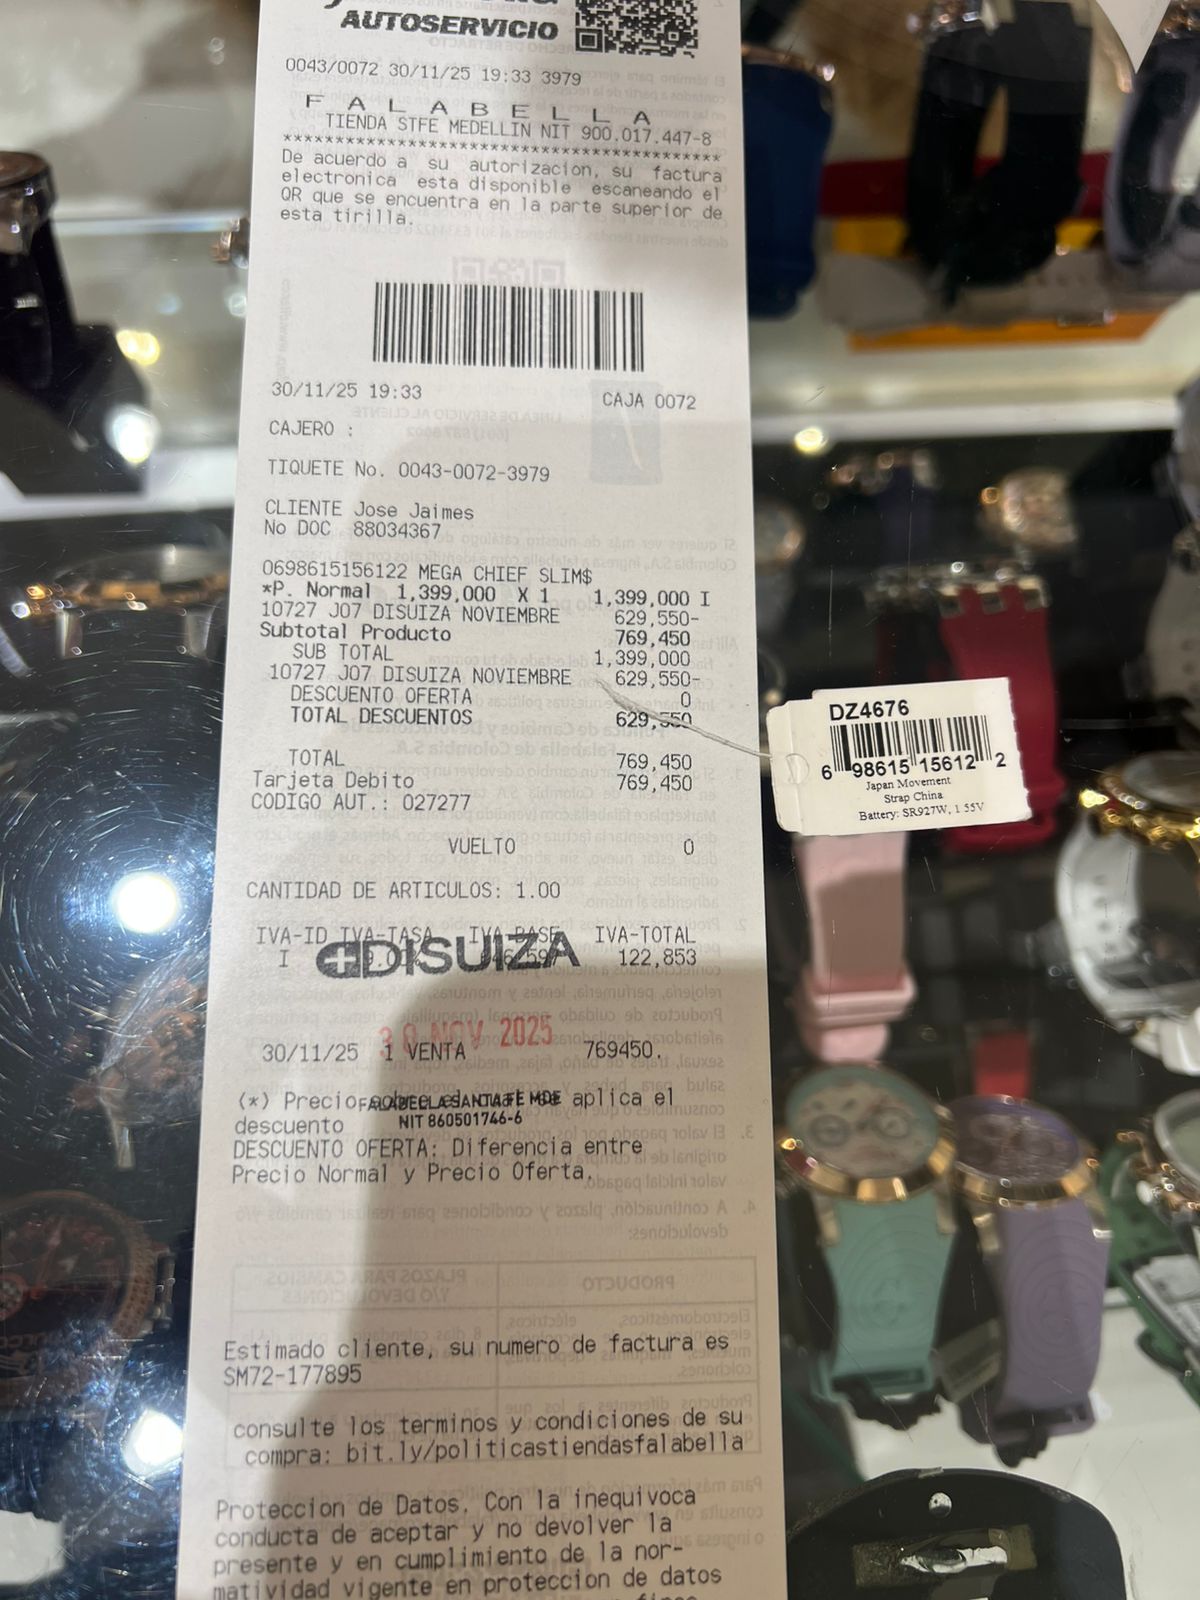 AUTOSERVICIO
0043/0072 30/11/25 19:33 3979
F A L A B E L L A
TIENDA STFE MEDELLIN NIT 900.017.447-8
******************************************
De acuerdo a su autorizacion, su factura
electronica esta disponible escaneando el
QR que se encuentra en la parte superior de
esta tirilla.
30/11/25 19:33 CAJA 0072
CAJERO :
TIQUETE No. 0043-0072-3979
CLIENTE Jose Jaimes
No DOC 88034367
0698615156122 MEGA CHIEF SLIM$
*P. Normal 1,399,000 X 1 1,399,000 I
10727 J07 DISUIZA NOVIEMBRE 629,550-
Subtotal Producto 769,450
SUB TOTAL 1,399,000
10727 J07 DISUIZA NOVIEMBRE 629,550-
DESCUENTO OFERTA 0
TOTAL DESCUENTOS 629,550
TOTAL 769,450
Tarjeta Debito 769,450
CODIGO AUT.: 027277
VUELTO 0
CANTIDAD DE ARTICULOS: 1.00
IVA-ID IVA-TASA IVA-BASE IVA-TOTAL
I 122,853
DISUIZA
30 NOV 2025
30/11/25 1 VENTA 769450.
(*) Precio sobre el cual se aplica el
FALABELLA SANTA FE MDE
descuento
NIT 860501746-6
DESCUENTO OFERTA: Diferencia entre
Precio Normal y Precio Oferta.
Estimado cliente, su numero de factura es
SM72-177895
consulte los terminos y condiciones de su
compra: bit.ly/politicastiendasfalabella
Proteccion de Datos. Con la inequivoca
conducta de aceptar y no devolver la
presente y en cumplimiento de la nor-
matividad vigente en proteccion de datos
DZ4676
6 98615 15612 2
Japan Movement
Strap China
Battery: SR927W, 1.55V